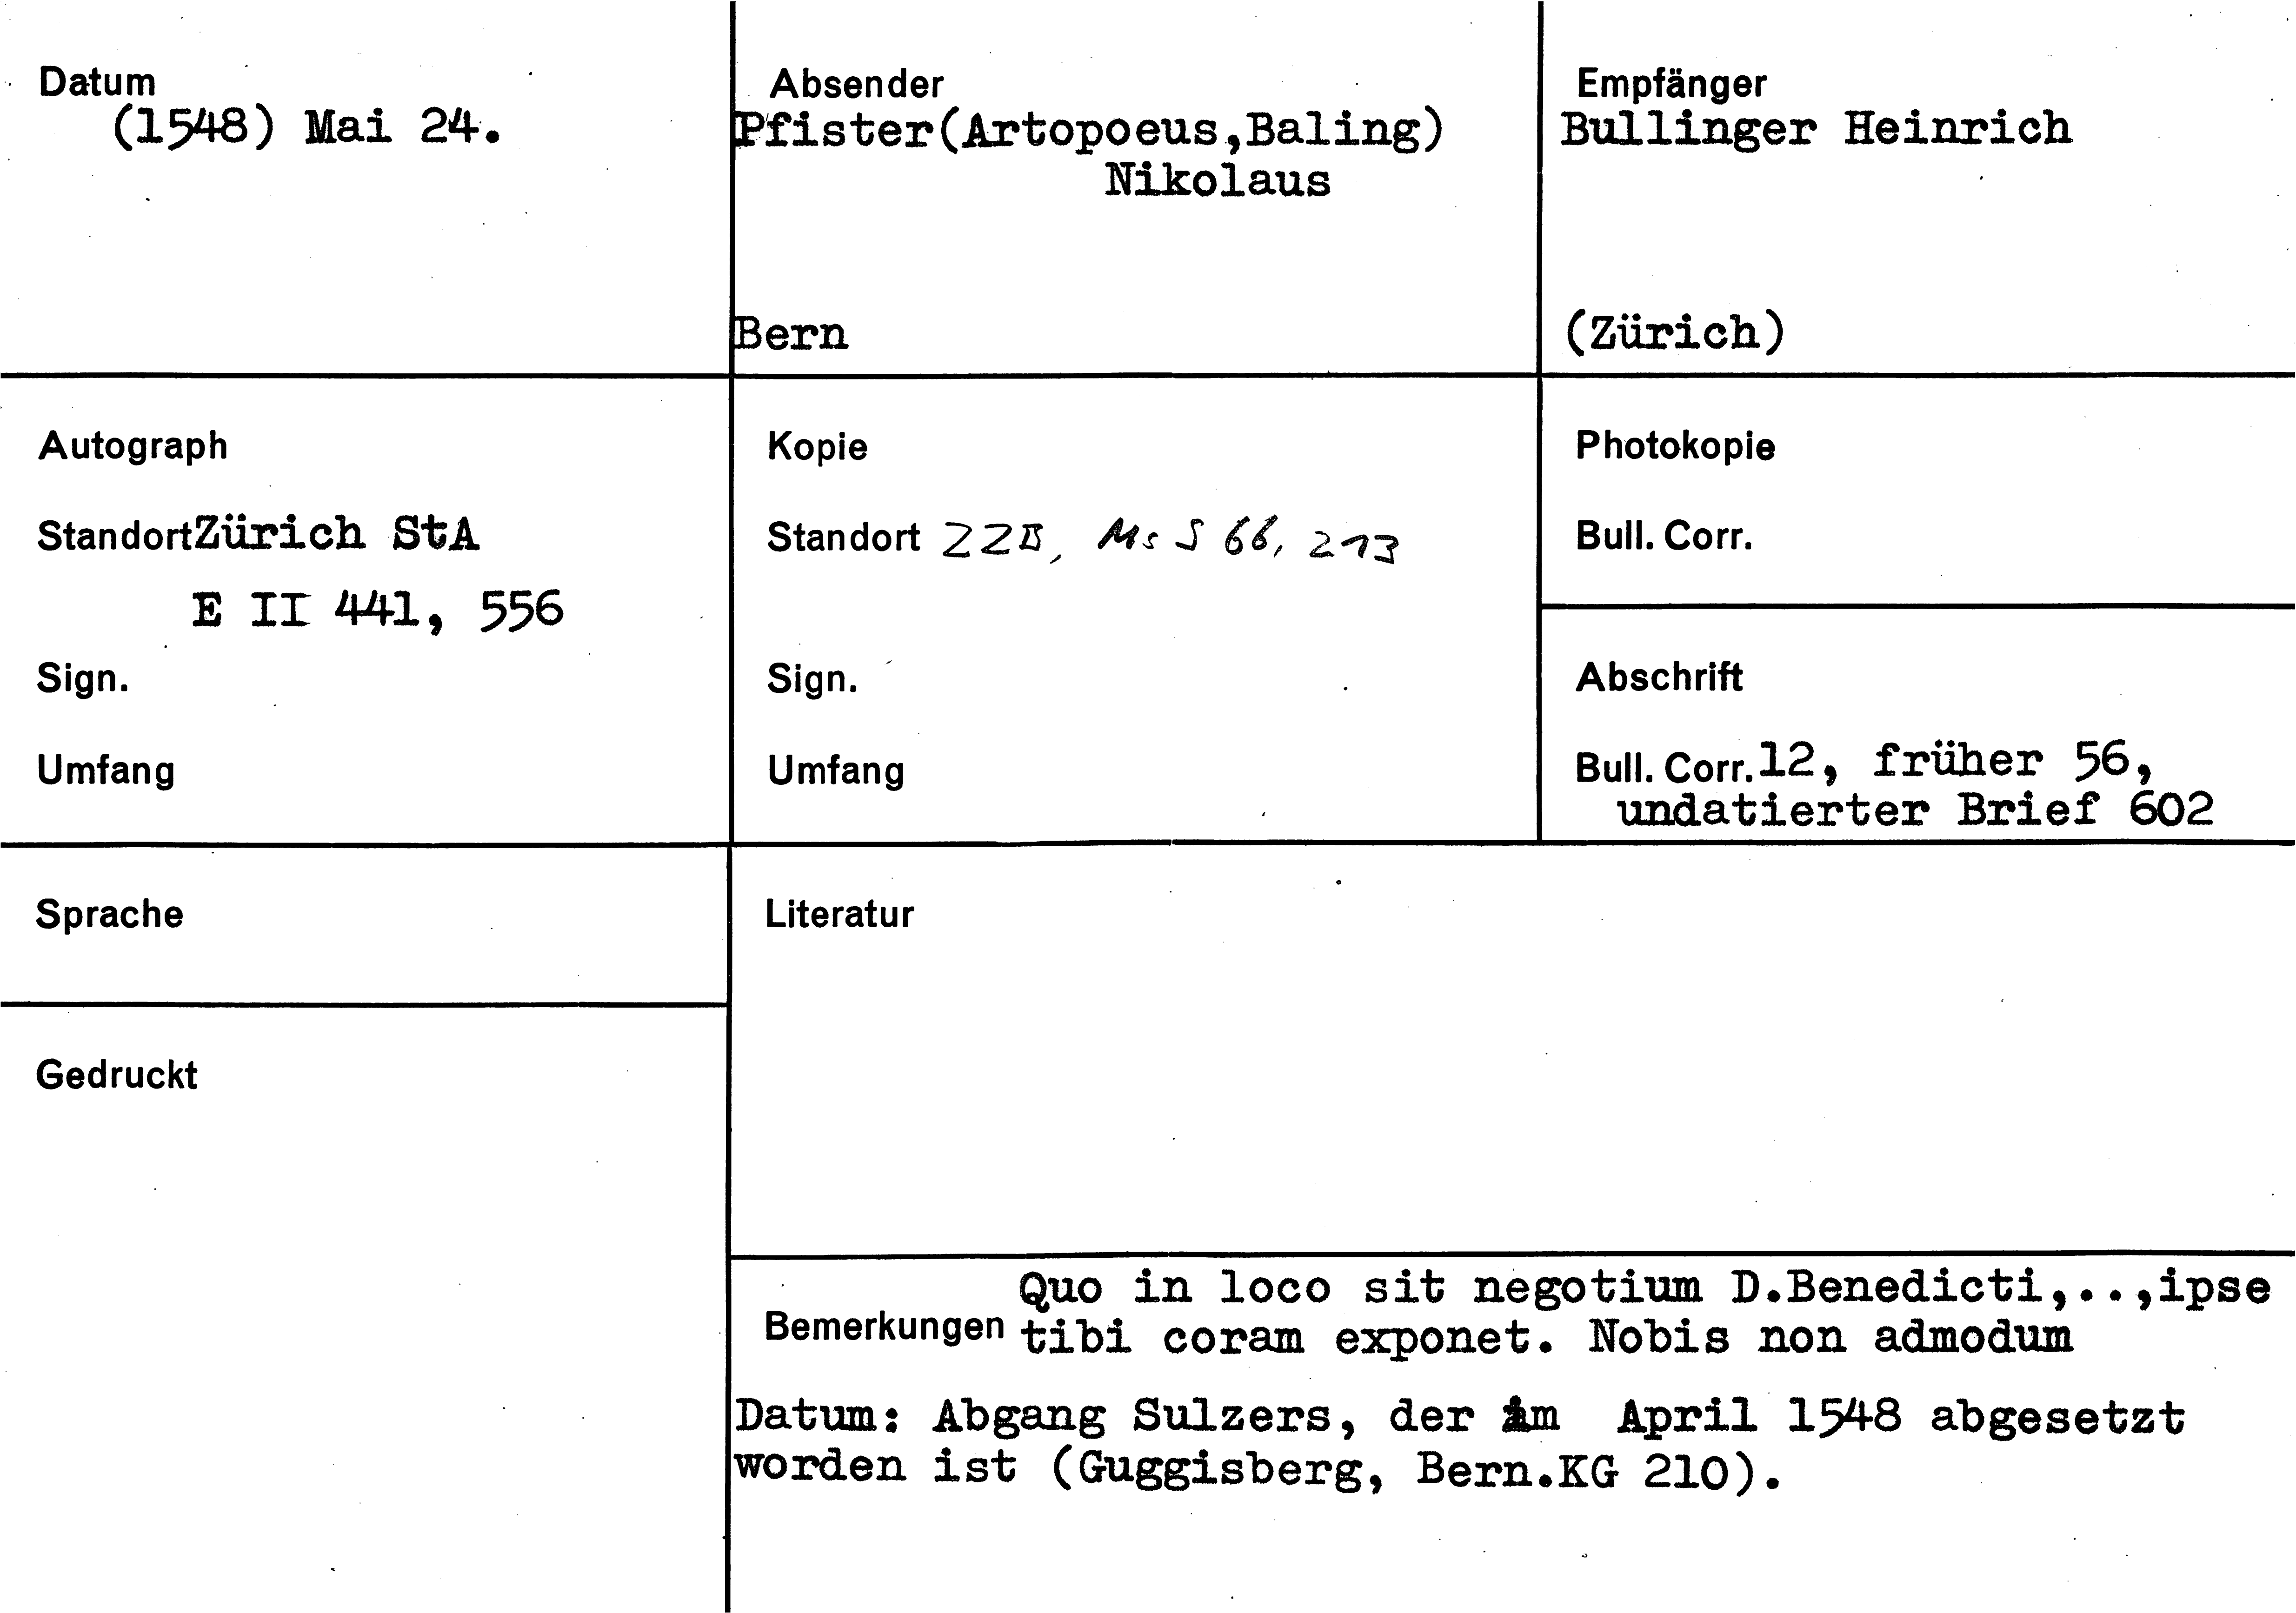 Datum
(1548) Mai 24.
Absender
Pfister(Artopoeus,Baling)
Nikolaus
Bern
Empfänger
Bullinger Heinrich
(Zürich)
Autograph
Standort Zürich StA
E II 441, 556
Sign.
Umfang
Kopie
Standort ZZB, Ms S 66, 213
Sign.
Umfang
Photokopie
Bull. Corr.
Abschrift
Bull. Corr. 12, früher 56,
undatierter Brief 602
Sprache
Gedruckt
Literatur
Bemerkungen
Quo in loco sit negotium D.Benedicti,..,ipse
tibi coram exponet. Nobis non admodum
Datum: Abgang Sulzers, der im April 1548 abgesetzt
worden ist (Guggisberg, Bern.KG 210).